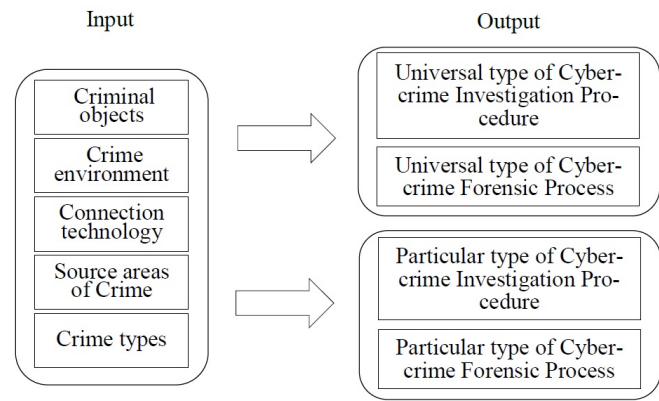 Input
Output
Criminal
objects
Crime
environment
Connection
technology
Source areas
of Crime
Crime types
Universal type of Cyber-
crime Investigation Pro-
cedure
Universal type of Cyber-
crime Forensic Process
Particular type of Cyber-
crime Investigation Pro-
cedure
Particular type of Cyber-
crime Forensic Process